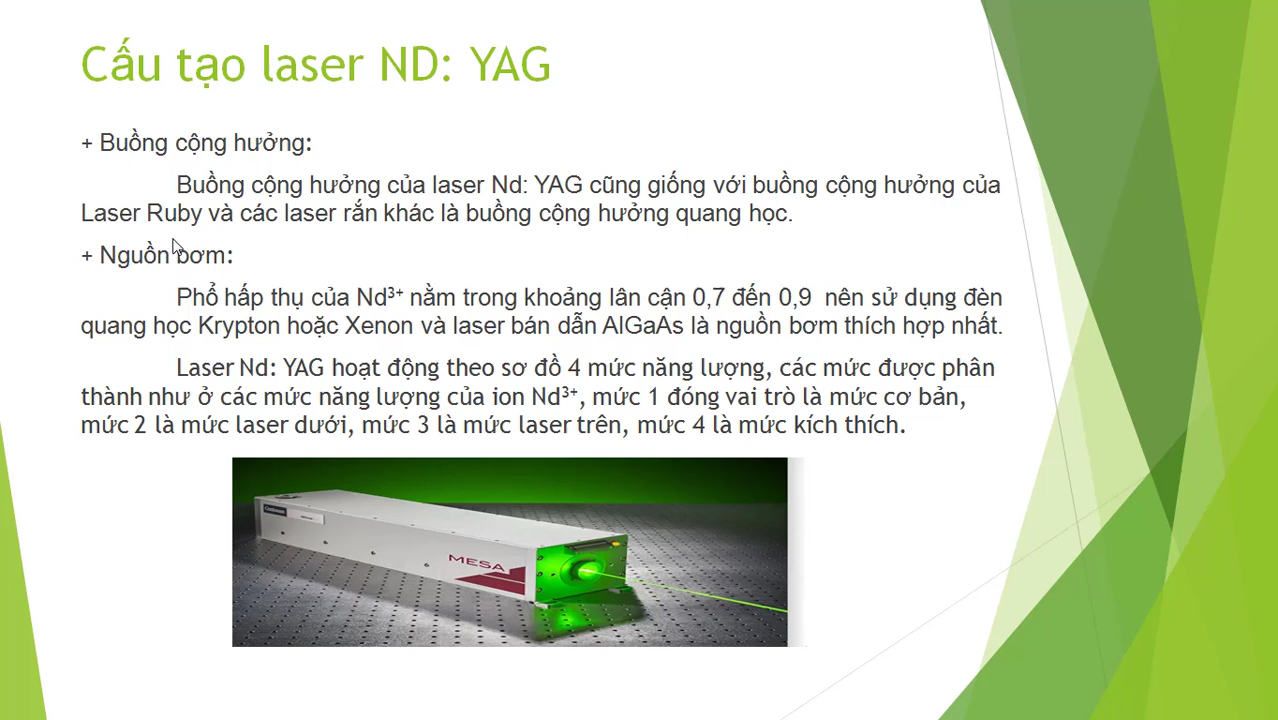 Cấu tạo laser ND: YAG
+ Buồng cộng hưởng:
Buồng cộng hưởng của laser Nd: YAG cũng giống với buồng cộng hưởng của
Laser Ruby và các laser rắn khác là buồng cộng hưởng quang học.
+ Nguồn bơm:
Phổ hấp thụ của Nd³⁺ nằm trong khoảng lân cận 0,7 đến 0,9 nên sử dụng đèn
quang học Krypton hoặc Xenon và laser bán dẫn AlGaAs là nguồn bơm thích hợp nhất.
Laser Nd: YAG hoạt động theo sơ đồ 4 mức năng lượng, các mức được phân
thành như ở các mức năng lượng của ion Nd³⁺, mức 1 đóng vai trò là mức cơ bản,
mức 2 là mức laser dưới, mức 3 là mức laser trên, mức 4 là mức kích thích.
MESA